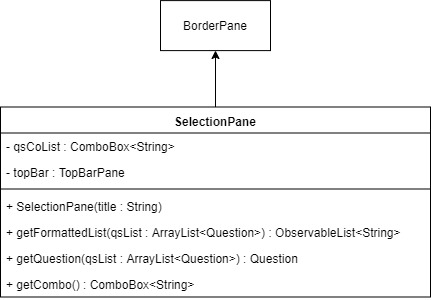 BorderPane
SelectionPane
- qsCoList : ComboBox<String>
- topBar : TopBarPane
+ SelectionPane(title : String)
+ getFormattedList(qsList : ArrayList<Question>) : ObservableList<String>
+ getQuestion(qsList : ArrayList<Question>) : Question
+ getCombo() : ComboBox<String>